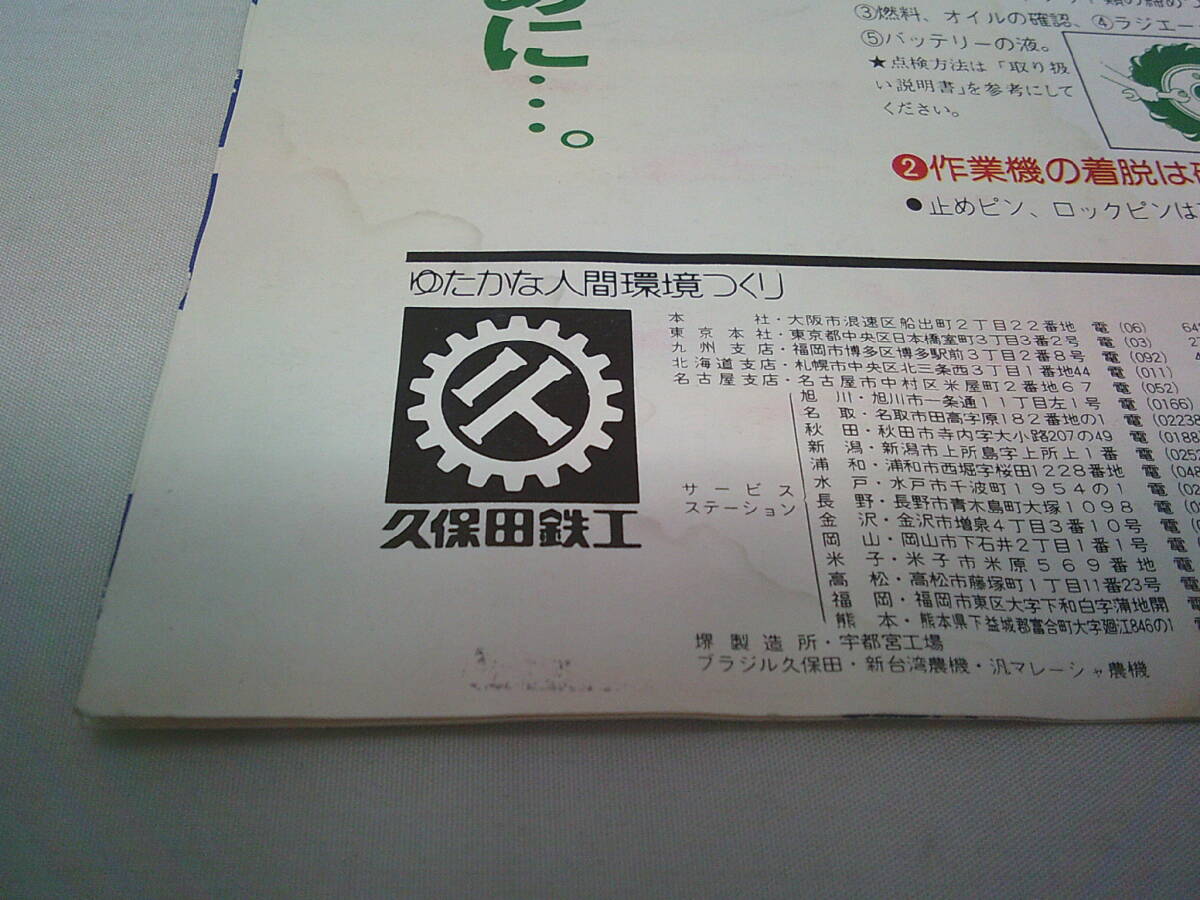 めに…。
③燃料、オイルの確認、④ラジエー
⑤バッテリーの液。
★点検方法は「取り扱
い説明書」を参考にして
ください。
❷作業機の着脱は確
●止めピン、ロックピンは
ゆたかな人間環境つくり
久保田鉄工
本社・大阪市浪速区船出町2丁目22番地 電(06) 64
東京本社・東京都中央区日本橋室町3丁目3番2号 電(03) 2
九州支店・福岡市博多区博多駅前3丁目2番8号 電(092) 4
北海道支店・札幌市中央区北三条西3丁目1番地44 電(011)
名古屋支店・名古屋市中村区米屋町2番地67 電(052)
サービス
ステーション
旭川・旭川市一条通11丁目左1号 電(0166)
名取・名取市田高字原182番地の1 電(02238
秋田・秋田市寺内字大小路207の49 電(0188)
新潟・新潟市上所島字上所上1番 電(0252
浦和・浦和市西堀字桜田1228番地 電(048
水戸・水戸市千波町1954の1 電(02
長野・長野市青木島町大塚1098 電(0
金沢・金沢市増泉4丁目3番10号 電(
岡山・岡山市下石井2丁目1番1号 電(
米子・米子市米原569番地 電
高松・高松市藤塚町1丁目11番23号 電
福岡・福岡市東区大字下和白字蒲地開 電
熊本・熊本県下益城郡富合町大字廻江846の1 電
堺製造所・宇都宮工場
ブラジル久保田・新台湾農機・汎マレーシャ農機